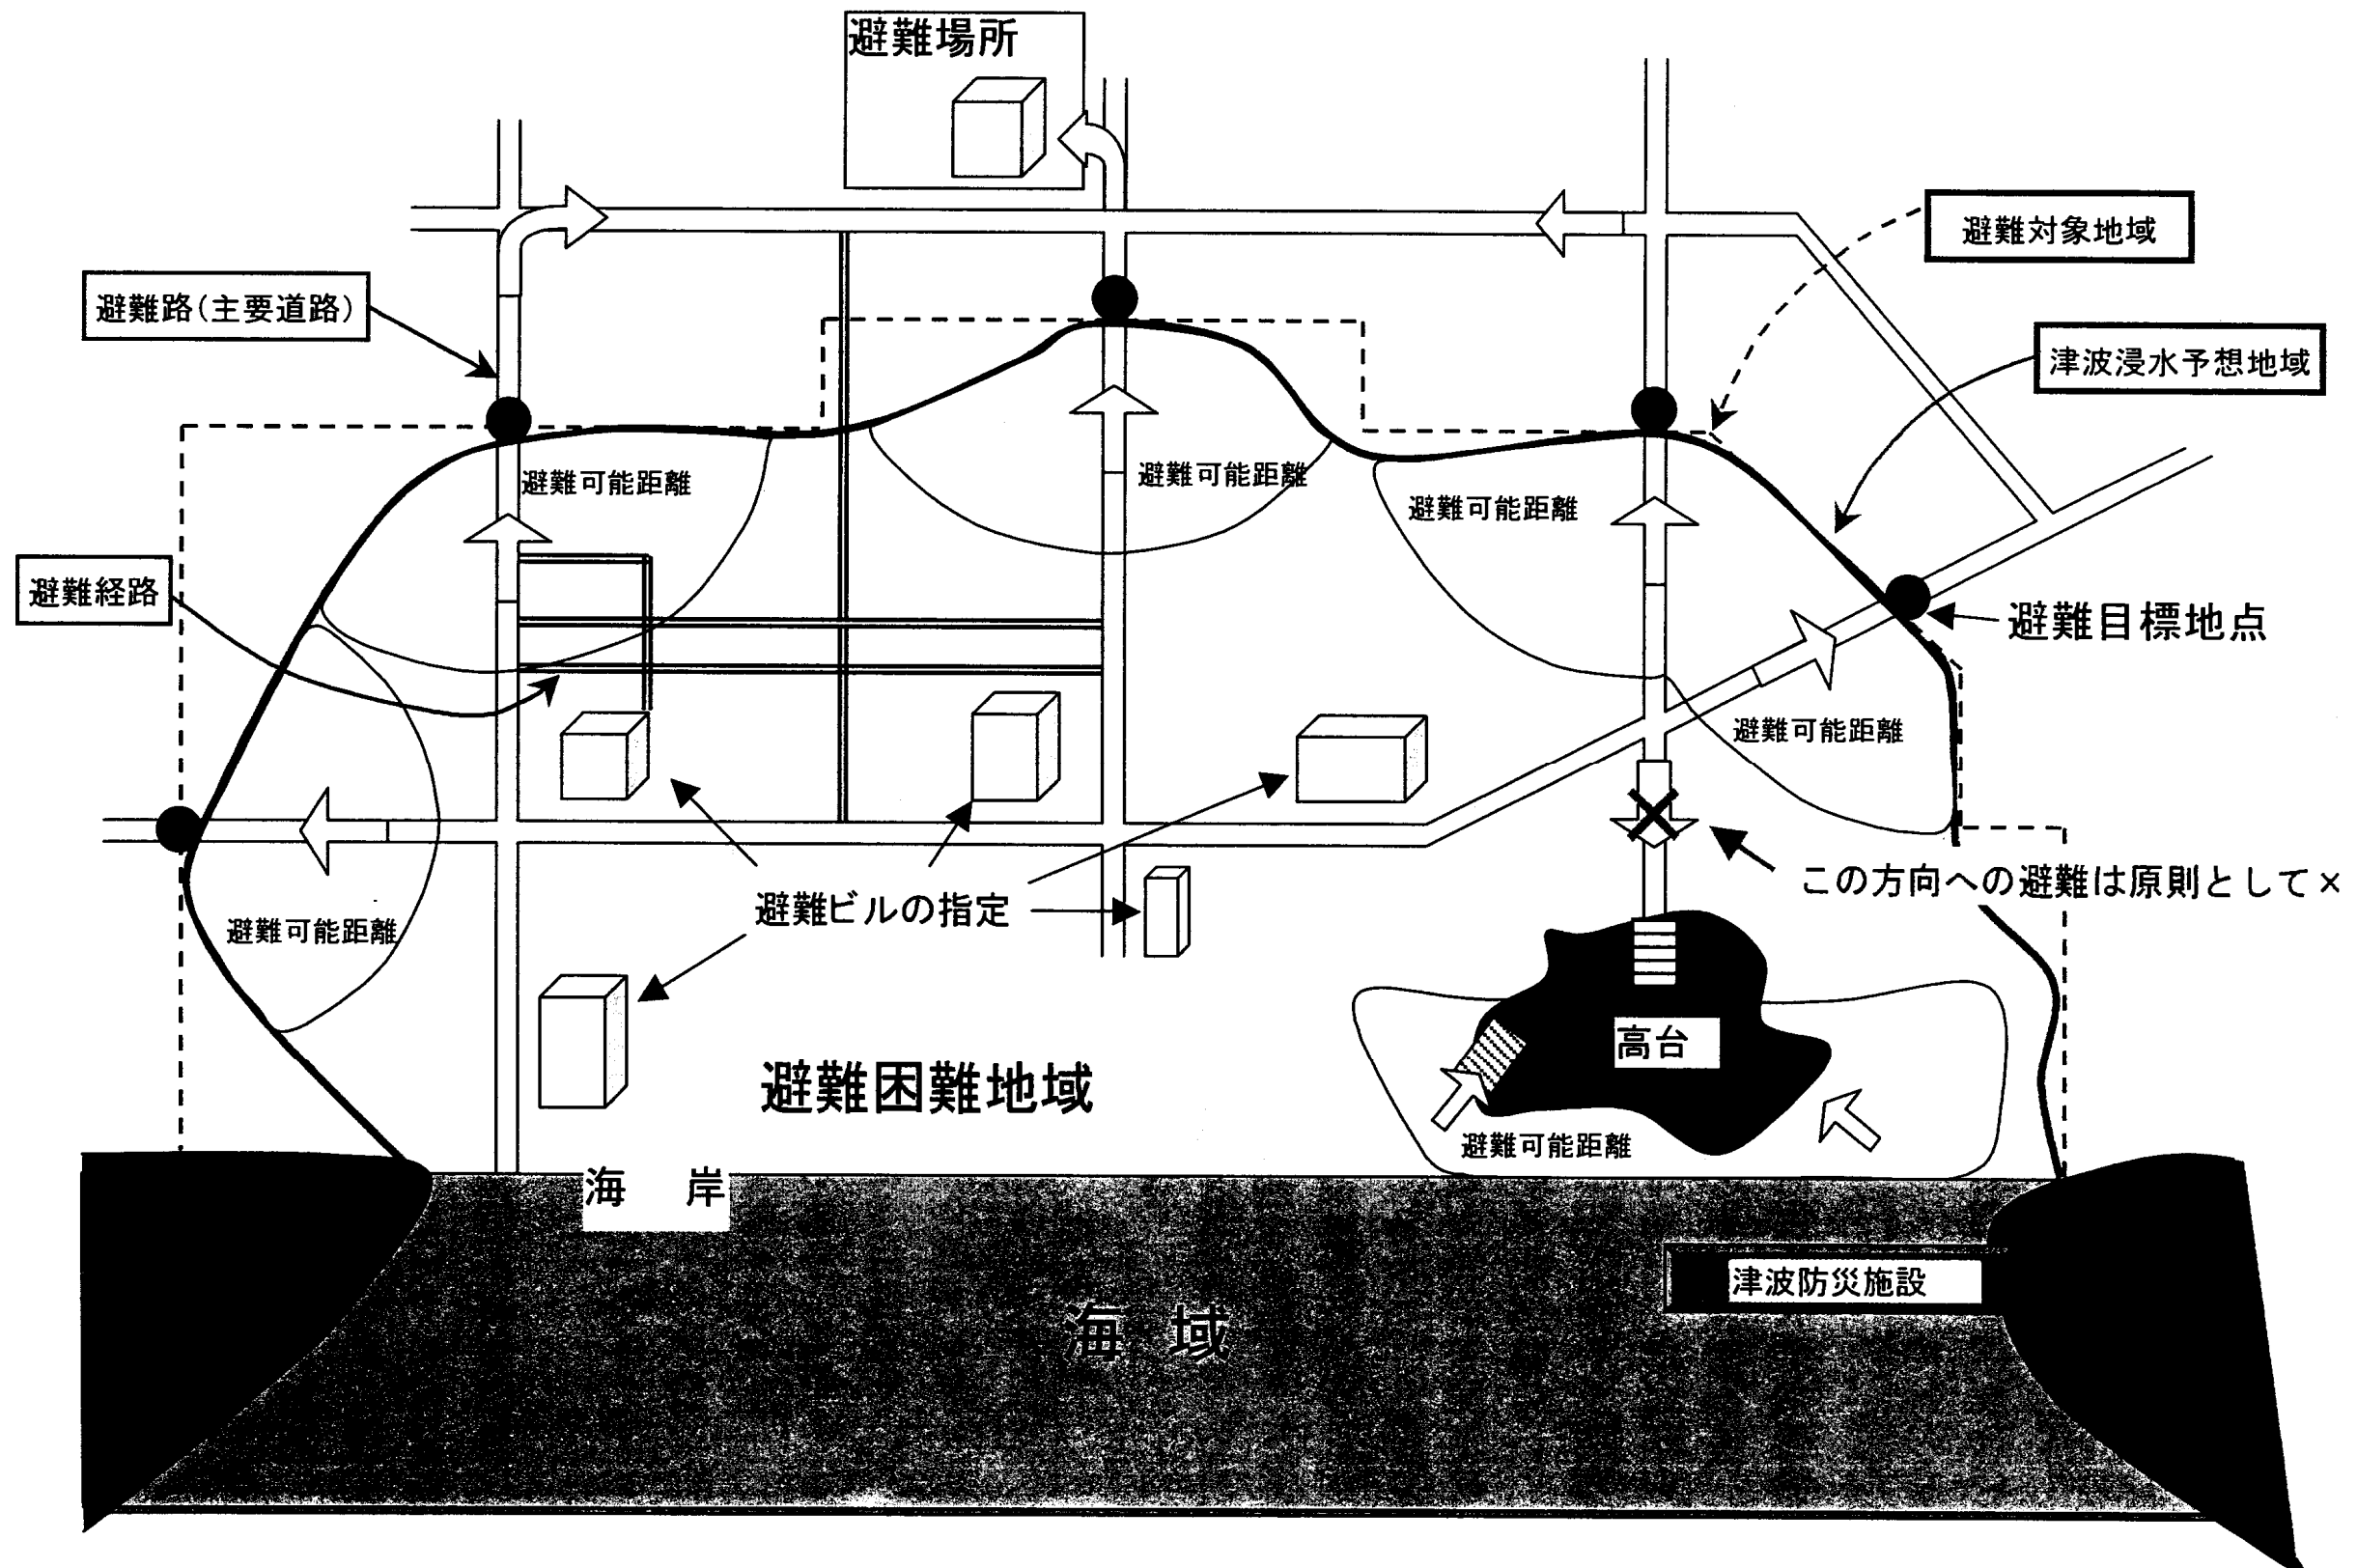 避難場所
避難対象地域
避難路(主要道路)
津波浸水予想地域
避難可能距離
避難可能距離
避難可能距離
避難経路
避難目標地点
避難可能距離
この方向への避難は原則として×
避難ビルの指定
避難可能距離
高台
避難困難地域
避難可能距離
海 岸
津波防災施設
海 域